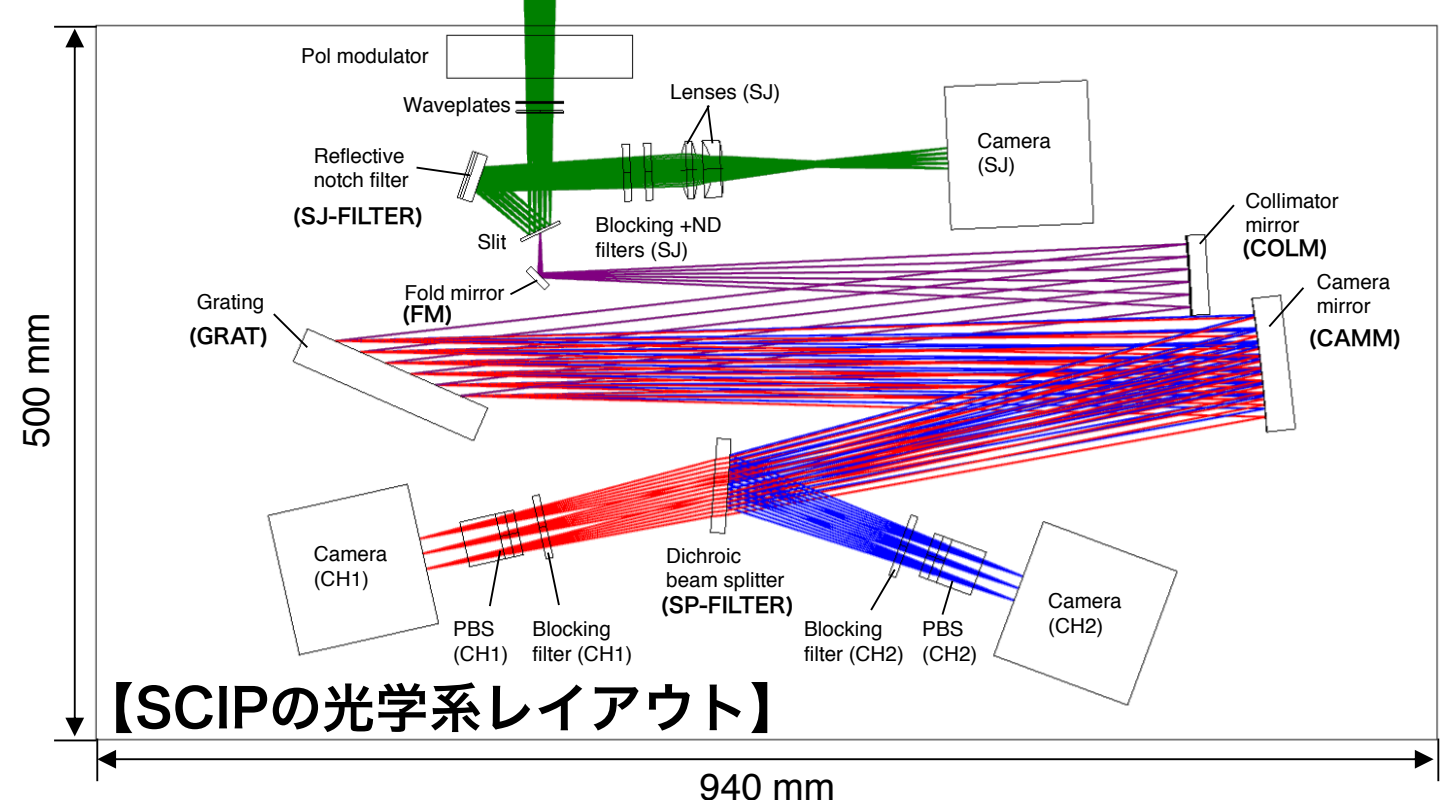 Pol modulator
Waveplates
Lenses (SJ)
Reflective
notch filter
(SJ-FILTER)
Camera
(SJ)
Slit
Blocking +ND
filters (SJ)
Collimator
mirror
(COLM)
Fold mirror
(FM)
Camera
mirror
(CAMM)
Grating
(GRAT)
500 mm
Camera
(CH1)
PBS
(CH1)
Blocking
filter (CH1)
Dichroic
beam splitter
(SP-FILTER)
Blocking
filter (CH2)
PBS
(CH2)
Camera
(CH2)
【SCIPの光学系レイアウト】
940 mm